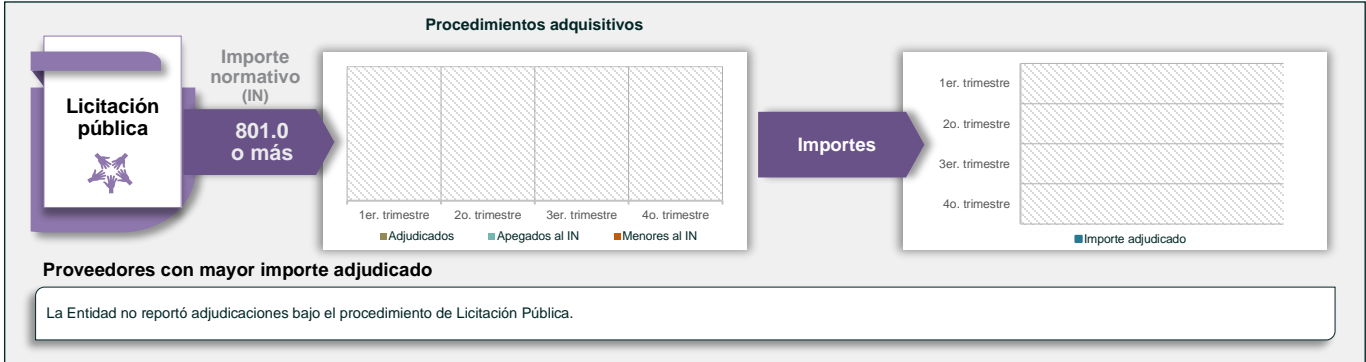 Procedimientos adquisitivos
Licitación
pública
Importe
normativo
(IN)
801.0
o más
1er. trimestre
2o. trimestre
3er. trimestre
4o. trimestre
Adjudicados
Apegados al IN
Menores al IN
Importes
1er. trimestre
2o. trimestre
3er. trimestre
4o. trimestre
Importe adjudicado
Proveedores con mayor importe adjudicado
La Entidad no reportó adjudicaciones bajo el procedimiento de Licitación Pública.